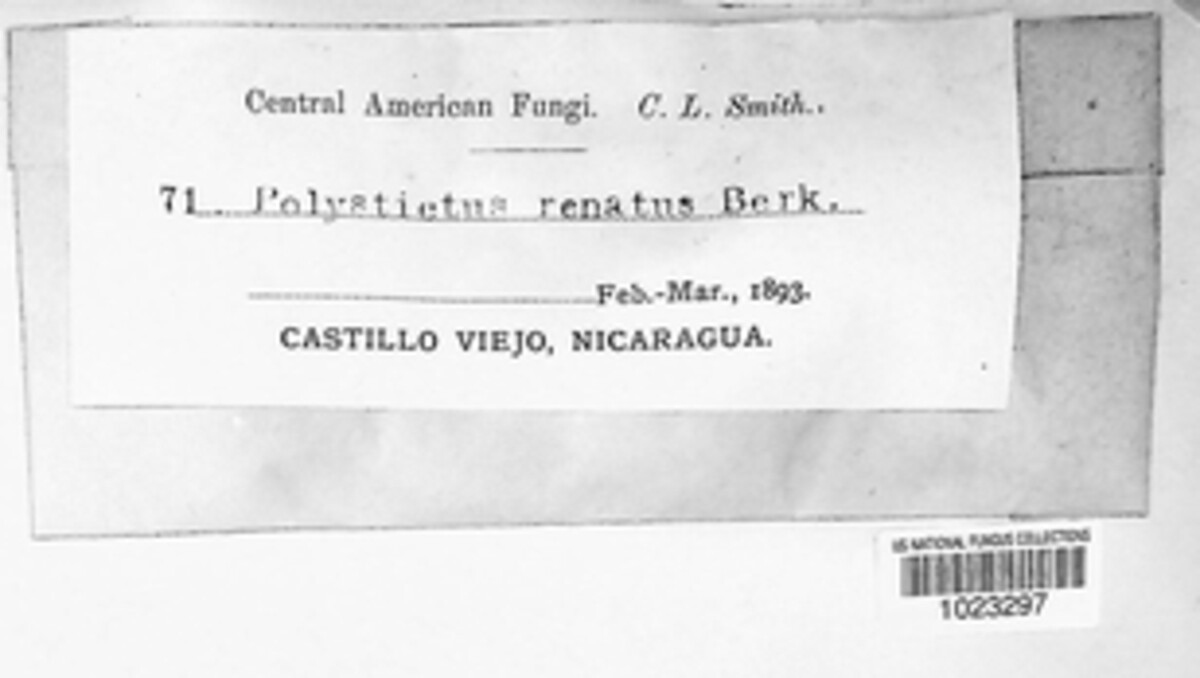 Central American Fungi. C. L. Smith.
71. Polystictus renatus Berk.
Feb.-Mar., 1893.
CASTILLO VIEJO, NICARAGUA.
US NATIONAL FUNGUS COLLECTIONS
1023297